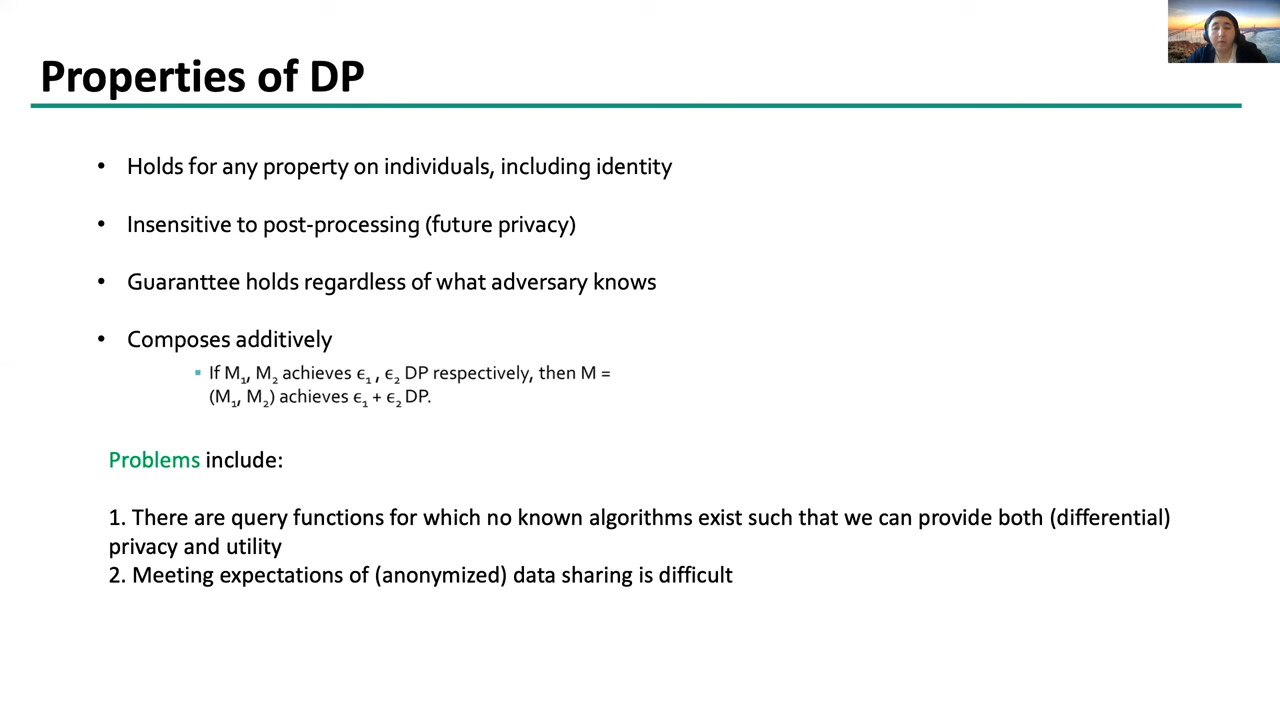 Properties of DP
• Holds for any property on individuals, including identity
• Insensitive to post-processing (future privacy)
• Guaranttee holds regardless of what adversary knows
• Composes additively
▪ If M₁, M₂ achieves ϵ₁ , ϵ₂ DP respectively, then M =
(M₁, M₂) achieves ϵ₁ + ϵ₂ DP.
Problems include:
1. There are query functions for which no known algorithms exist such that we can provide both (differential)
privacy and utility
2. Meeting expectations of (anonymized) data sharing is difficult